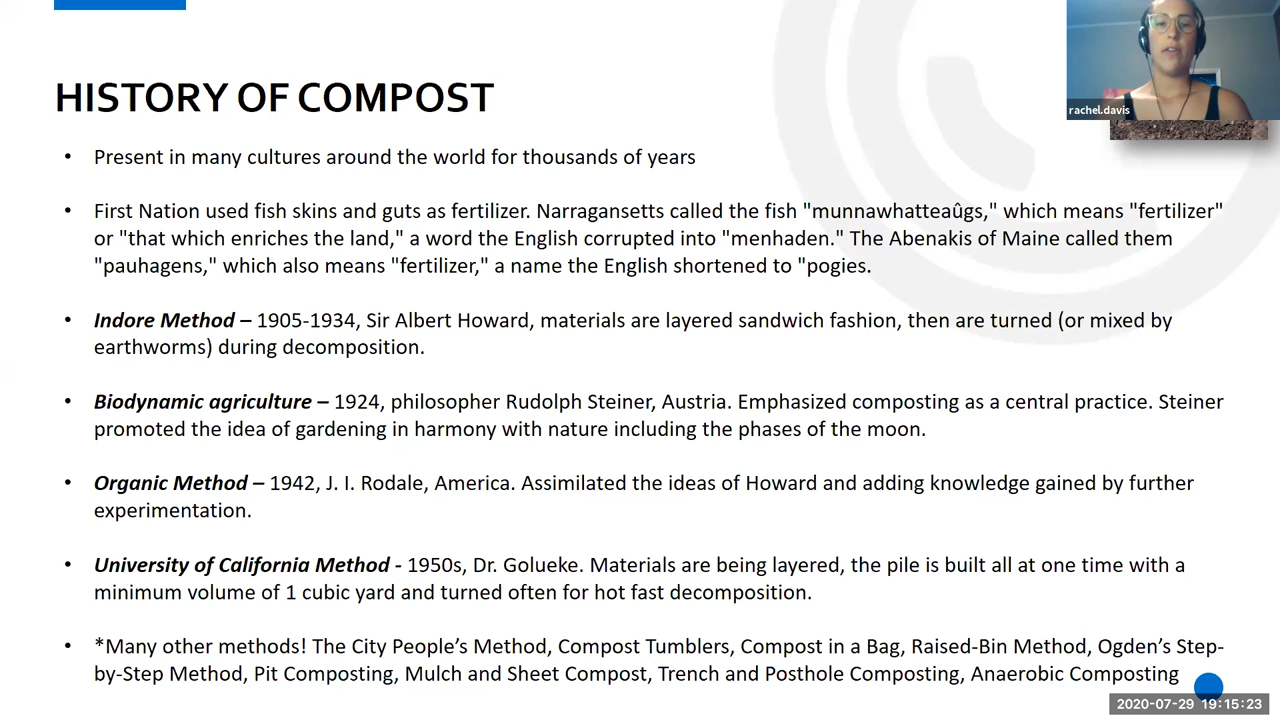 HISTORY OF COMPOST
rachel.davis
• Present in many cultures around the world for thousands of years
• First Nation used fish skins and guts as fertilizer. Narragansetts called the fish "munnawhatteaûgs," which means "fertilizer"
or "that which enriches the land," a word the English corrupted into "menhaden." The Abenakis of Maine called them
"pauhagens," which also means "fertilizer," a name the English shortened to "pogies.
• Indore Method – 1905-1934, Sir Albert Howard, materials are layered sandwich fashion, then are turned (or mixed by
earthworms) during decomposition.
• Biodynamic agriculture – 1924, philosopher Rudolph Steiner, Austria. Emphasized composting as a central practice. Steiner
promoted the idea of gardening in harmony with nature including the phases of the moon.
• Organic Method – 1942, J. I. Rodale, America. Assimilated the ideas of Howard and adding knowledge gained by further
experimentation.
• University of California Method - 1950s, Dr. Golueke. Materials are being layered, the pile is built all at one time with a
minimum volume of 1 cubic yard and turned often for hot fast decomposition.
• *Many other methods! The City People’s Method, Compost Tumblers, Compost in a Bag, Raised-Bin Method, Ogden’s Step-
by-Step Method, Pit Composting, Mulch and Sheet Compost, Trench and Posthole Composting, Anaerobic Composting
2020-07-29 19:15:23